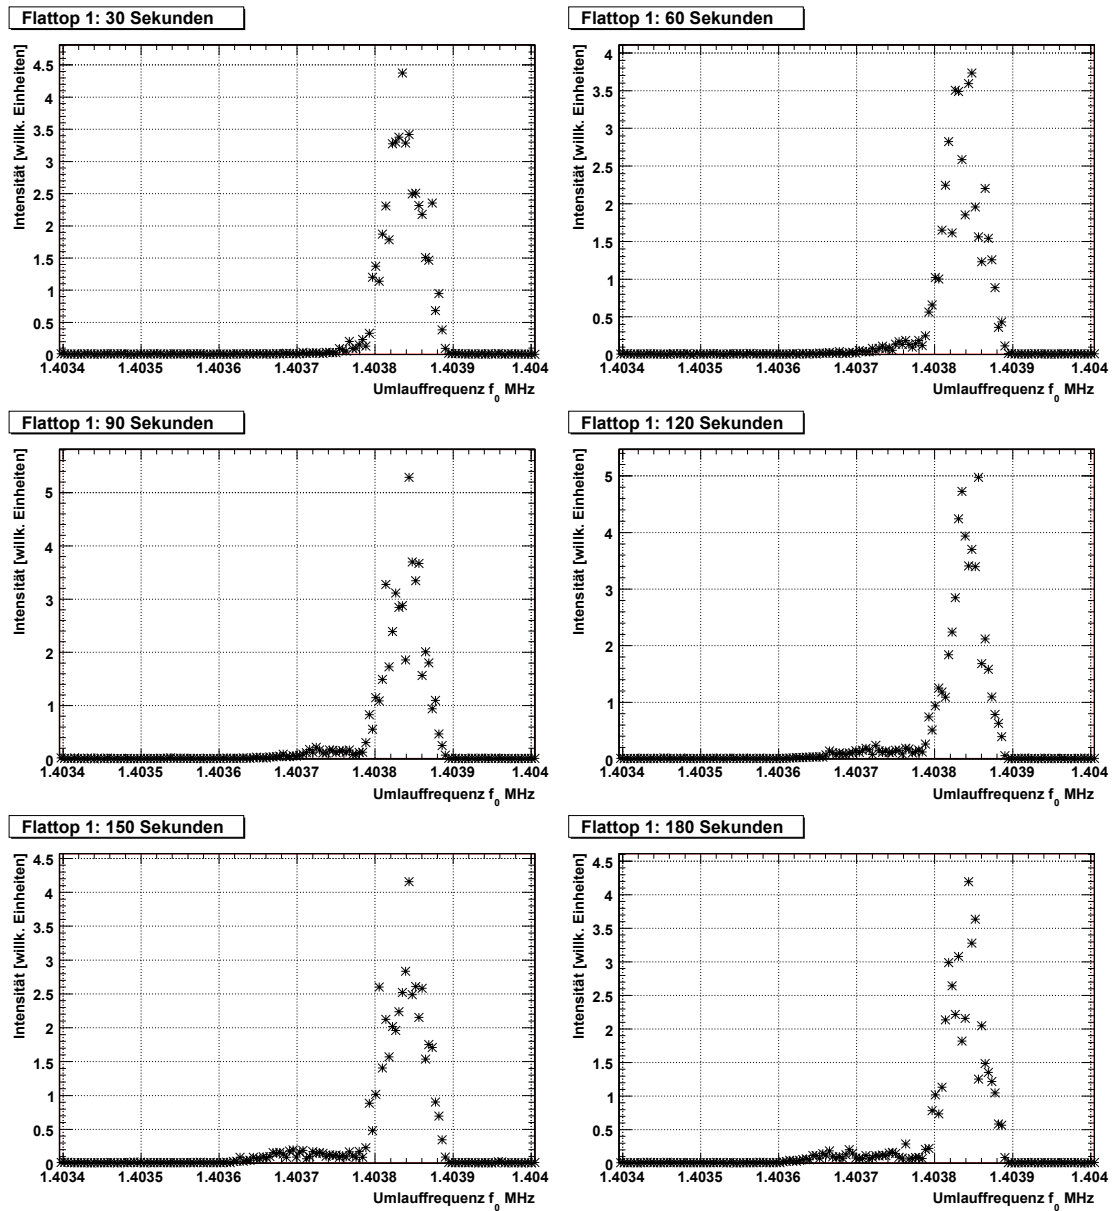 Flattop 1: 30 Sekunden
Intensität [willk. Einheiten]
4.5
4
3.5
3
2.5
2
1.5
1
0.5
0
1.4034 1.4035 1.4036 1.4037 1.4038 1.4039 1.404
Umlauffrequenz f0 MHz
Flattop 1: 60 Sekunden
Intensität [willk. Einheiten]
4
3.5
3
2.5
2
1.5
1
0.5
0
1.4034 1.4035 1.4036 1.4037 1.4038 1.4039 1.404
Umlauffrequenz f0 MHz
Flattop 1: 90 Sekunden
Intensität [willk. Einheiten]
5
4
3
2
1
0
1.4034 1.4035 1.4036 1.4037 1.4038 1.4039 1.404
Umlauffrequenz f0 MHz
Flattop 1: 120 Sekunden
Intensität [willk. Einheiten]
5
4
3
2
1
0
1.4034 1.4035 1.4036 1.4037 1.4038 1.4039 1.404
Umlauffrequenz f0 MHz
Flattop 1: 150 Sekunden
Intensität [willk. Einheiten]
4.5
4
3.5
3
2.5
2
1.5
1
0.5
0
1.4034 1.4035 1.4036 1.4037 1.4038 1.4039 1.404
Umlauffrequenz f0 MHz
Flattop 1: 180 Sekunden
Intensität [willk. Einheiten]
4.5
4
3.5
3
2.5
2
1.5
1
0.5
0
1.4034 1.4035 1.4036 1.4037 1.4038 1.4039 1.404
Umlauffrequenz f0 MHz